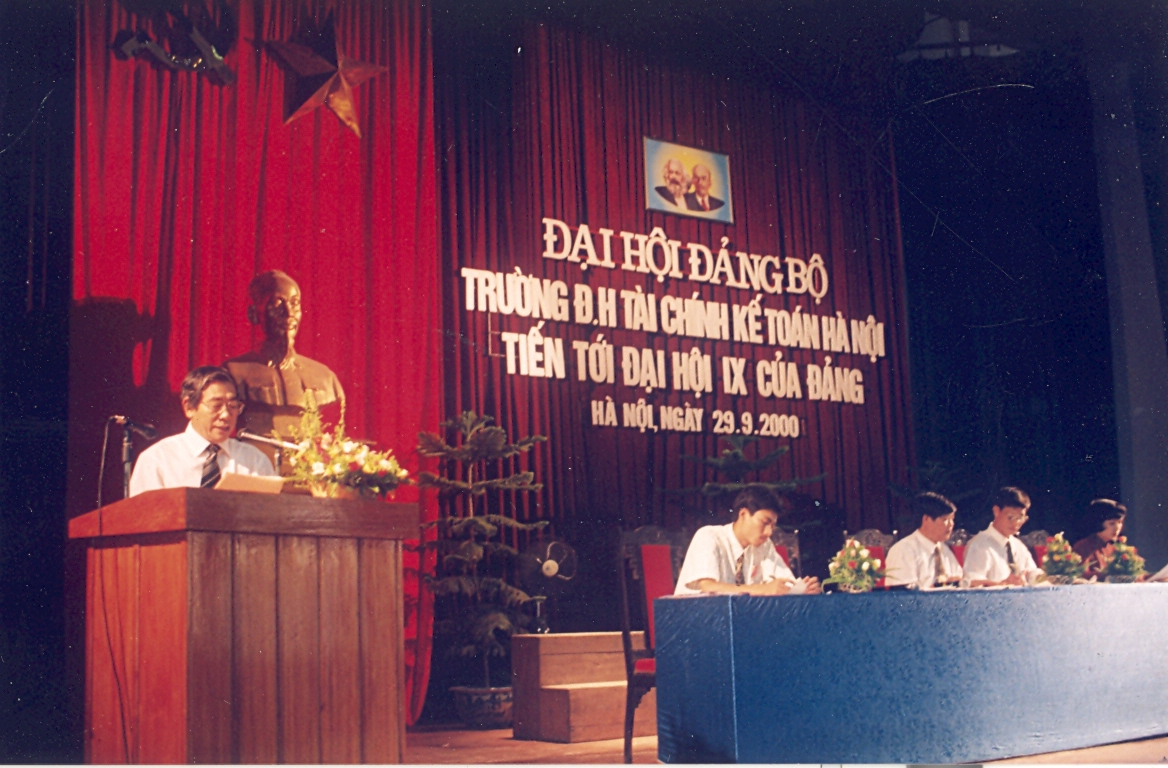 ĐẠI HỘI ĐẢNG BỘ
TRƯỜNG Đ.H TÀI CHÍNH KẾ TOÁN HÀ NỘI
TIẾN TỚI ĐẠI HỘI IX CỦA ĐẢNG
HÀ NỘI, NGÀY 29.9.2000